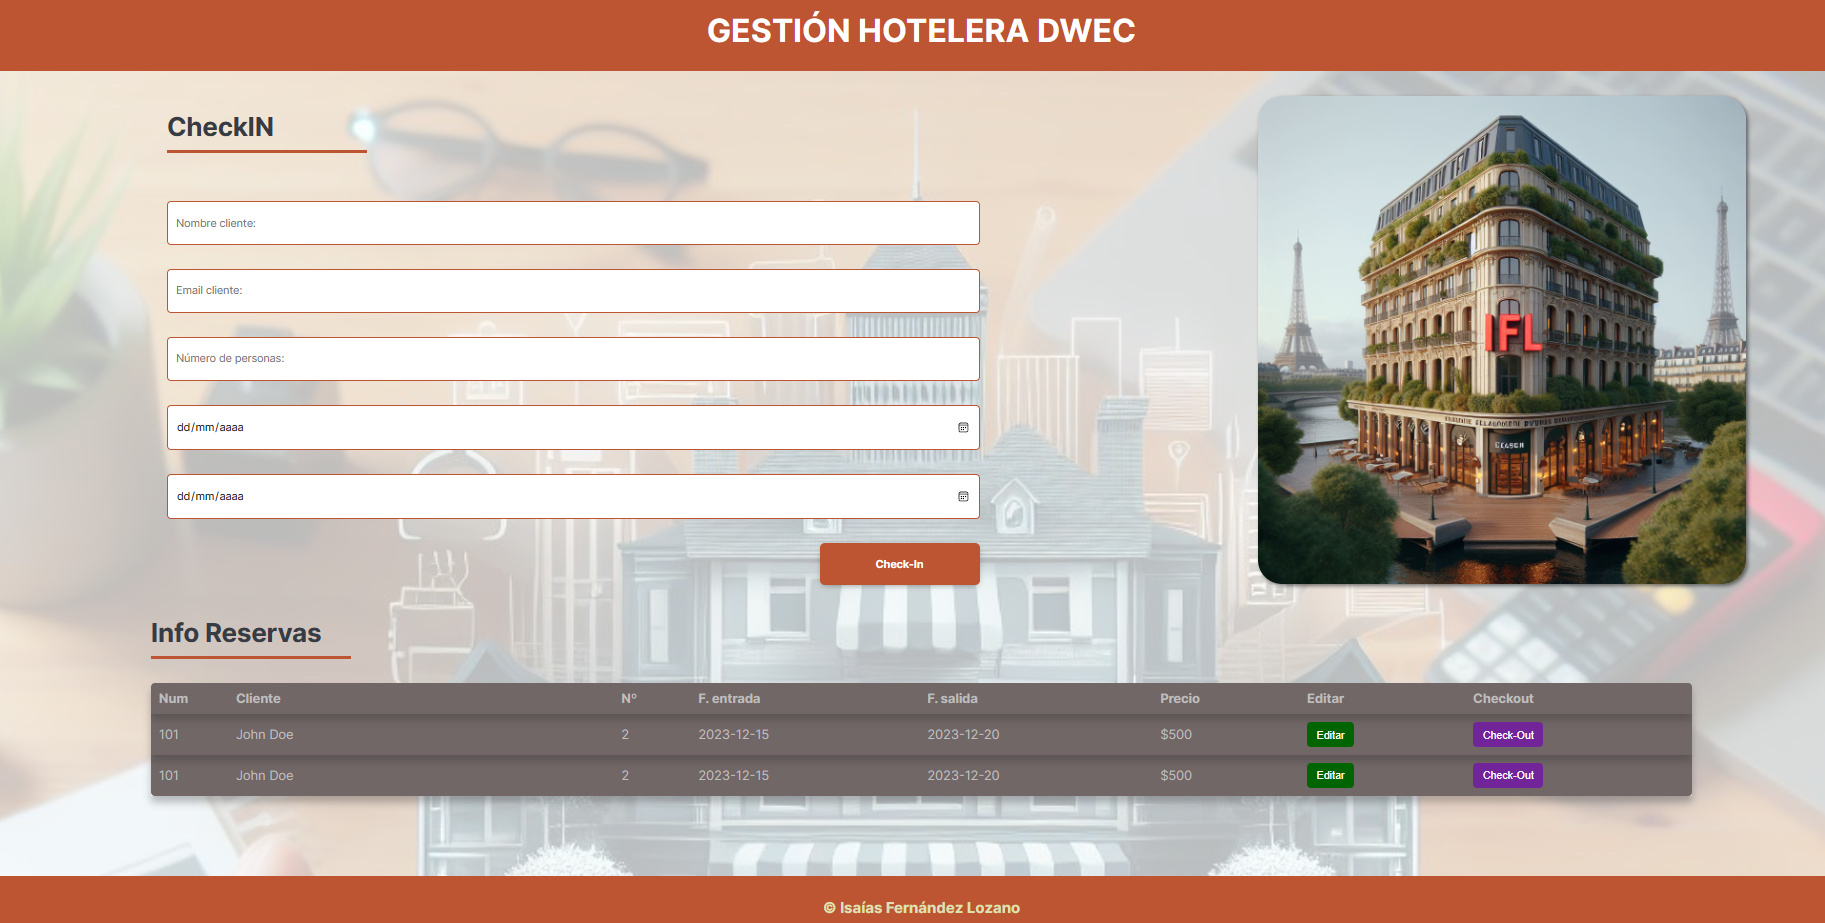 GESTIÓN HOTELERA DWEC
CheckIN
Nombre cliente:
Email cliente:
Número de personas:
dd/mm/aaaa
dd/mm/aaaa
Check-In
IFL
Info Reservas
Num Cliente Nº F. entrada F. salida Precio Editar Checkout
101 John Doe 2 2023-12-15 2023-12-20 $500 Editar Check-Out
101 John Doe 2 2023-12-15 2023-12-20 $500 Editar Check-Out
© Isaías Fernández Lozano